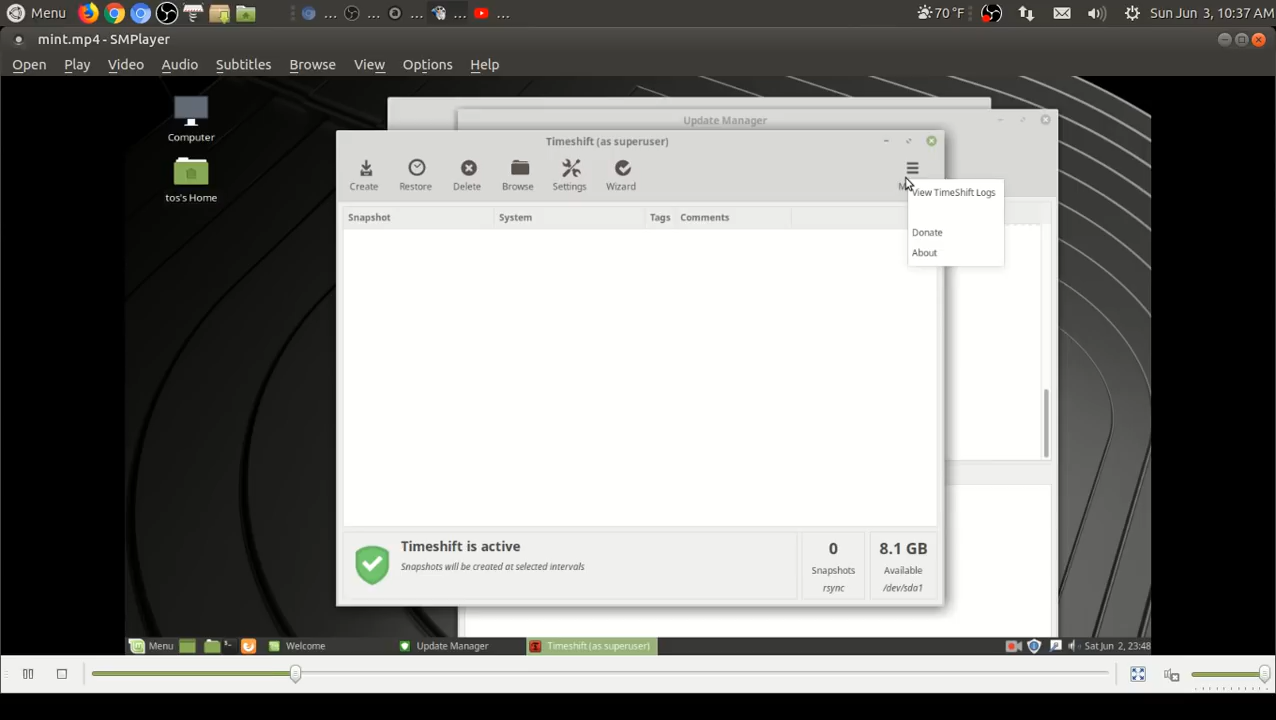 Menu ... ... ... ... ... 70 °F Sun Jun 3, 10:37 AM
mint.mp4 - SMPlayer
Open Play Video Audio Subtitles Browse View Options Help
Computer
tos's Home
Update Manager
Timeshift (as superuser)
Create Restore Delete Browse Settings Wizard
View TimeShift Logs
Donate
About
Snapshot System Tags Comments
Timeshift is active
Snapshots will be created at selected intervals
0
Snapshots
rsync
8.1 GB
Available
/dev/sda1
Menu Welcome Update Manager Timeshift (as superuser) Sat Jun 2, 23:48